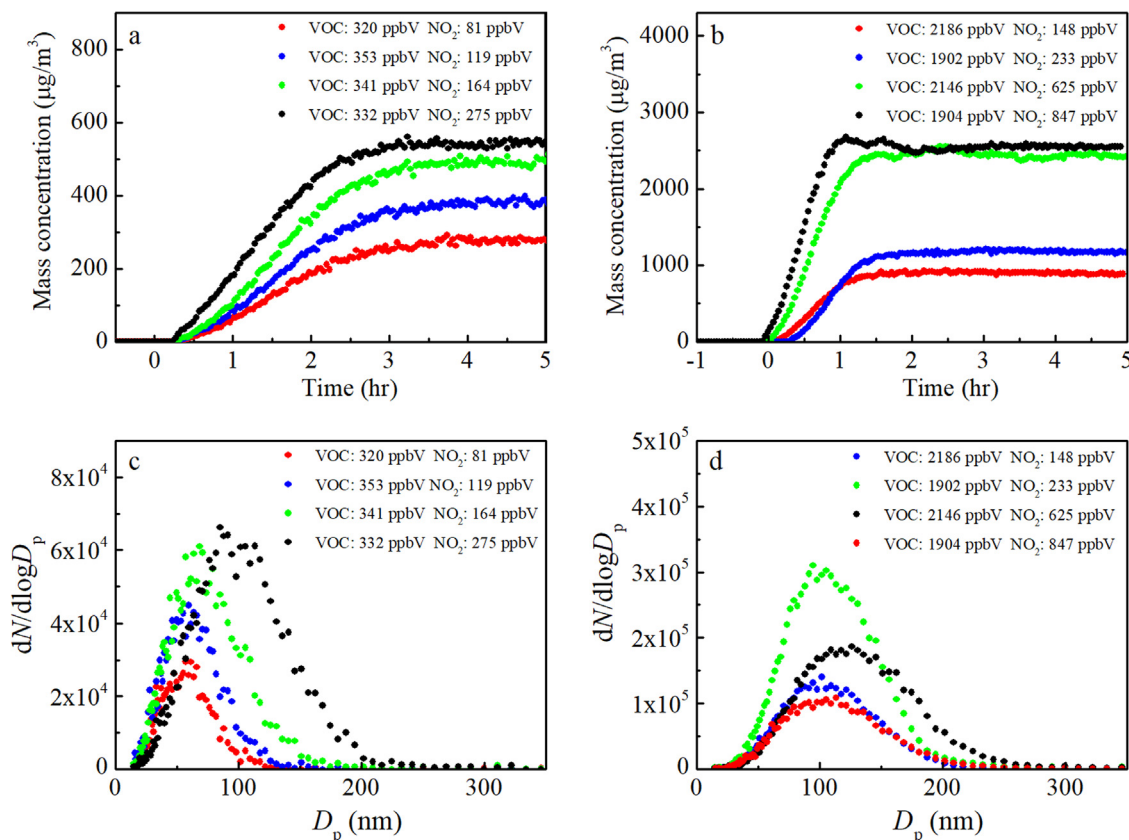 a
VOC: 320 ppbV NO₂: 81 ppbV
VOC: 353 ppbV NO₂: 119 ppbV
VOC: 341 ppbV NO₂: 164 ppbV
VOC: 332 ppbV NO₂: 275 ppbV
800
600
400
200
0
Mass concentration (µg/m³)
0 1 2 3 4 5
Time (hr)
b
VOC: 2186 ppbV NO₂: 148 ppbV
VOC: 1902 ppbV NO₂: 233 ppbV
VOC: 2146 ppbV NO₂: 625 ppbV
VOC: 1904 ppbV NO₂: 847 ppbV
4000
3000
2000
1000
0
Mass concentration (µg/m³)
-1 0 1 2 3 4 5
Time (hr)
c
VOC: 320 ppbV NO₂: 81 ppbV
VOC: 353 ppbV NO₂: 119 ppbV
VOC: 341 ppbV NO₂: 164 ppbV
VOC: 332 ppbV NO₂: 275 ppbV
8x10⁴
6x10⁴
4x10⁴
2x10⁴
0
dN/dlogDₚ
0 100 200 300
Dₚ (nm)
d
VOC: 2186 ppbV NO₂: 148 ppbV
VOC: 1902 ppbV NO₂: 233 ppbV
VOC: 2146 ppbV NO₂: 625 ppbV
VOC: 1904 ppbV NO₂: 847 ppbV
5x10⁵
4x10⁵
3x10⁵
2x10⁵
1x10⁵
0
dN/dlogDₚ
0 100 200 300
Dₚ (nm)